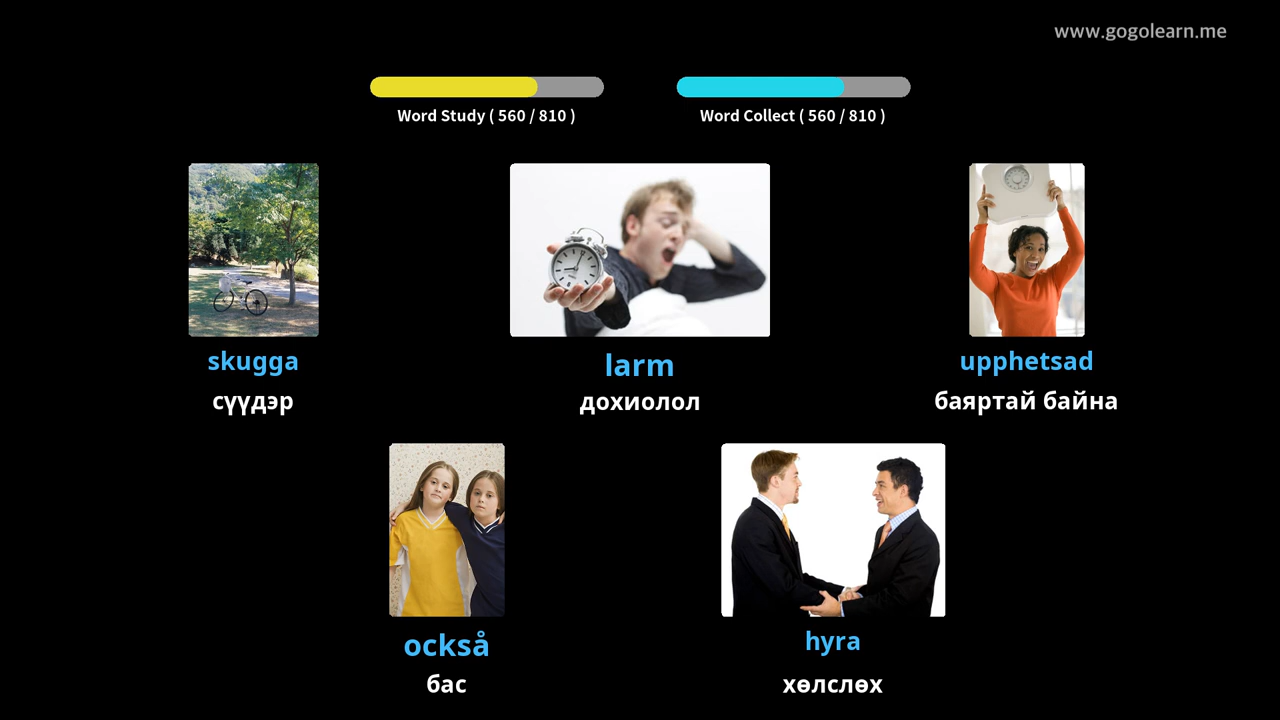 www.gogolearn.me
Word Study ( 560 / 810 )
Word Collect ( 560 / 810 )
skugga
larm
upphetsad
сүүдэр
дохиолол
баяртай байна
också
hyra
бас
хөлслөх